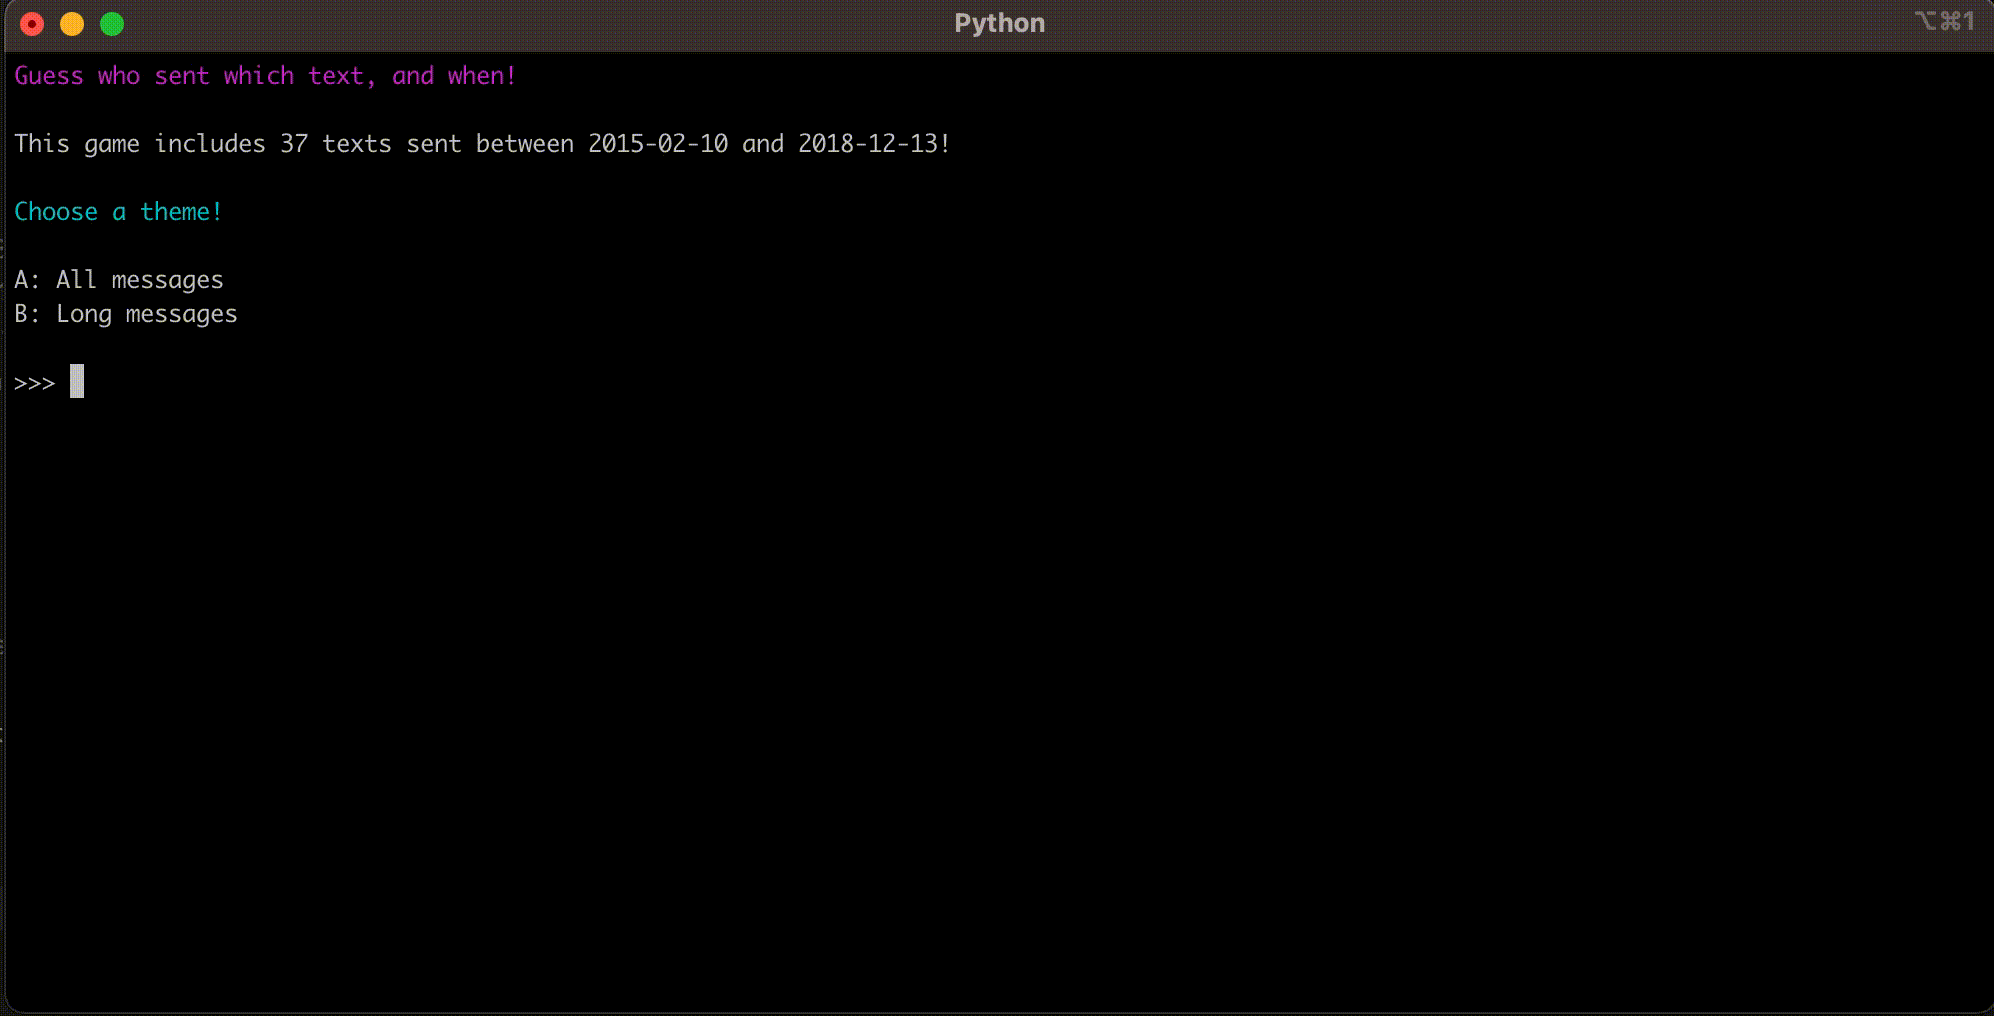 Python
⌥⌘1
Guess who sent which text, and when!
This game includes 37 texts sent between 2015-02-10 and 2018-12-13!
Choose a theme!
A: All messages
B: Long messages
>>>